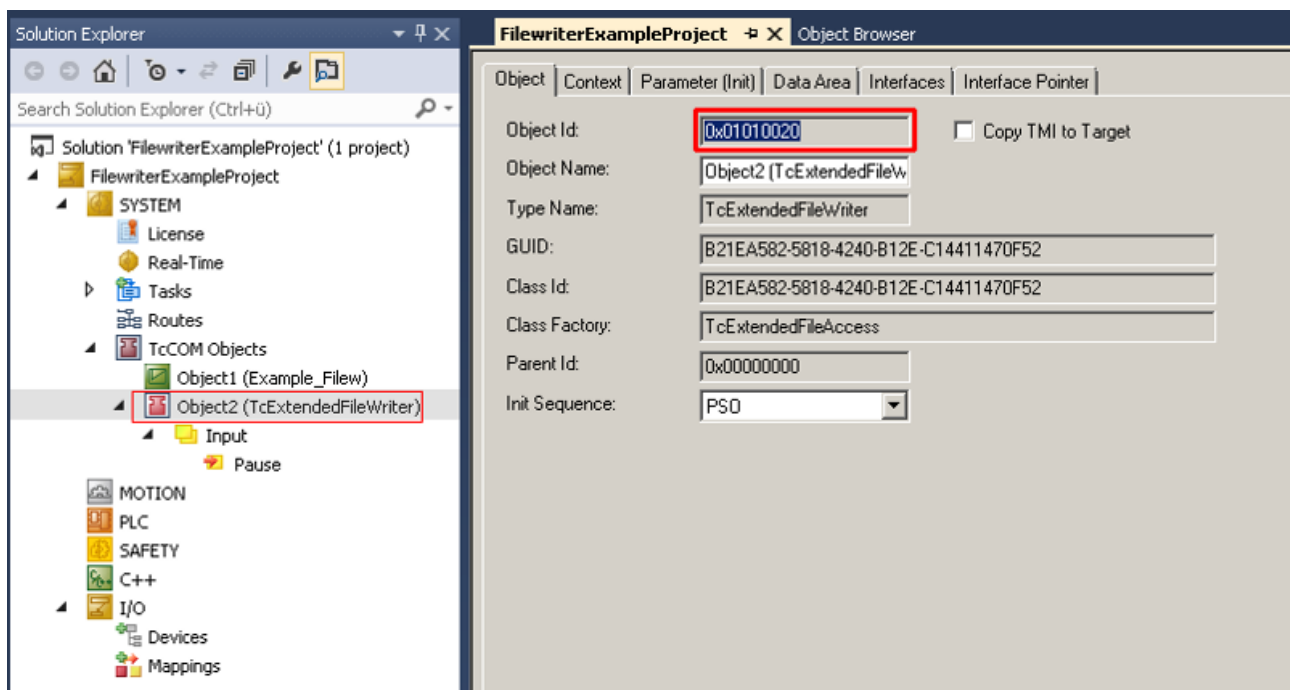 Solution Explorer
Search Solution Explorer (Ctrl+ü)
Solution 'FilewriterExampleProject' (1 project)
FilewriterExampleProject
SYSTEM
License
Real-Time
Tasks
Routes
TcCOM Objects
Object1 (Example_Filew)
Object2 (TcExtendedFileWriter)
Input
Pause
MOTION
PLC
SAFETY
C++
I/O
Devices
Mappings
FilewriterExampleProject Object Browser
Object Context Parameter (Init) Data Area Interfaces Interface Pointer
Object Id: 0x01010020 Copy TMI to Target
Object Name: Object2 (TcExtendedFileW
Type Name: TcExtendedFileWriter
GUID: B21EA582-5818-4240-B12E-C14411470F52
Class Id: B21EA582-5818-4240-B12E-C14411470F52
Class Factory: TcExtendedFileAccess
Parent Id: 0x00000000
Init Sequence: PSO